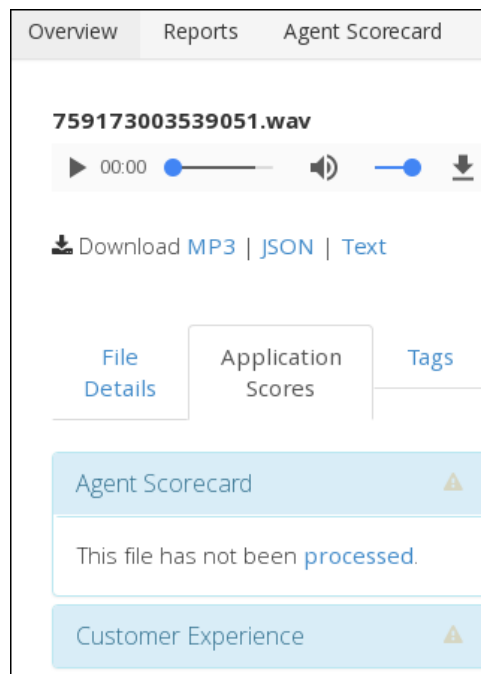 Overview Reports Agent Scorecard
759173003539051.wav
00:00
Download MP3 | JSON | Text
File Details Application Scores Tags
Agent Scorecard
This file has not been processed.
Customer Experience